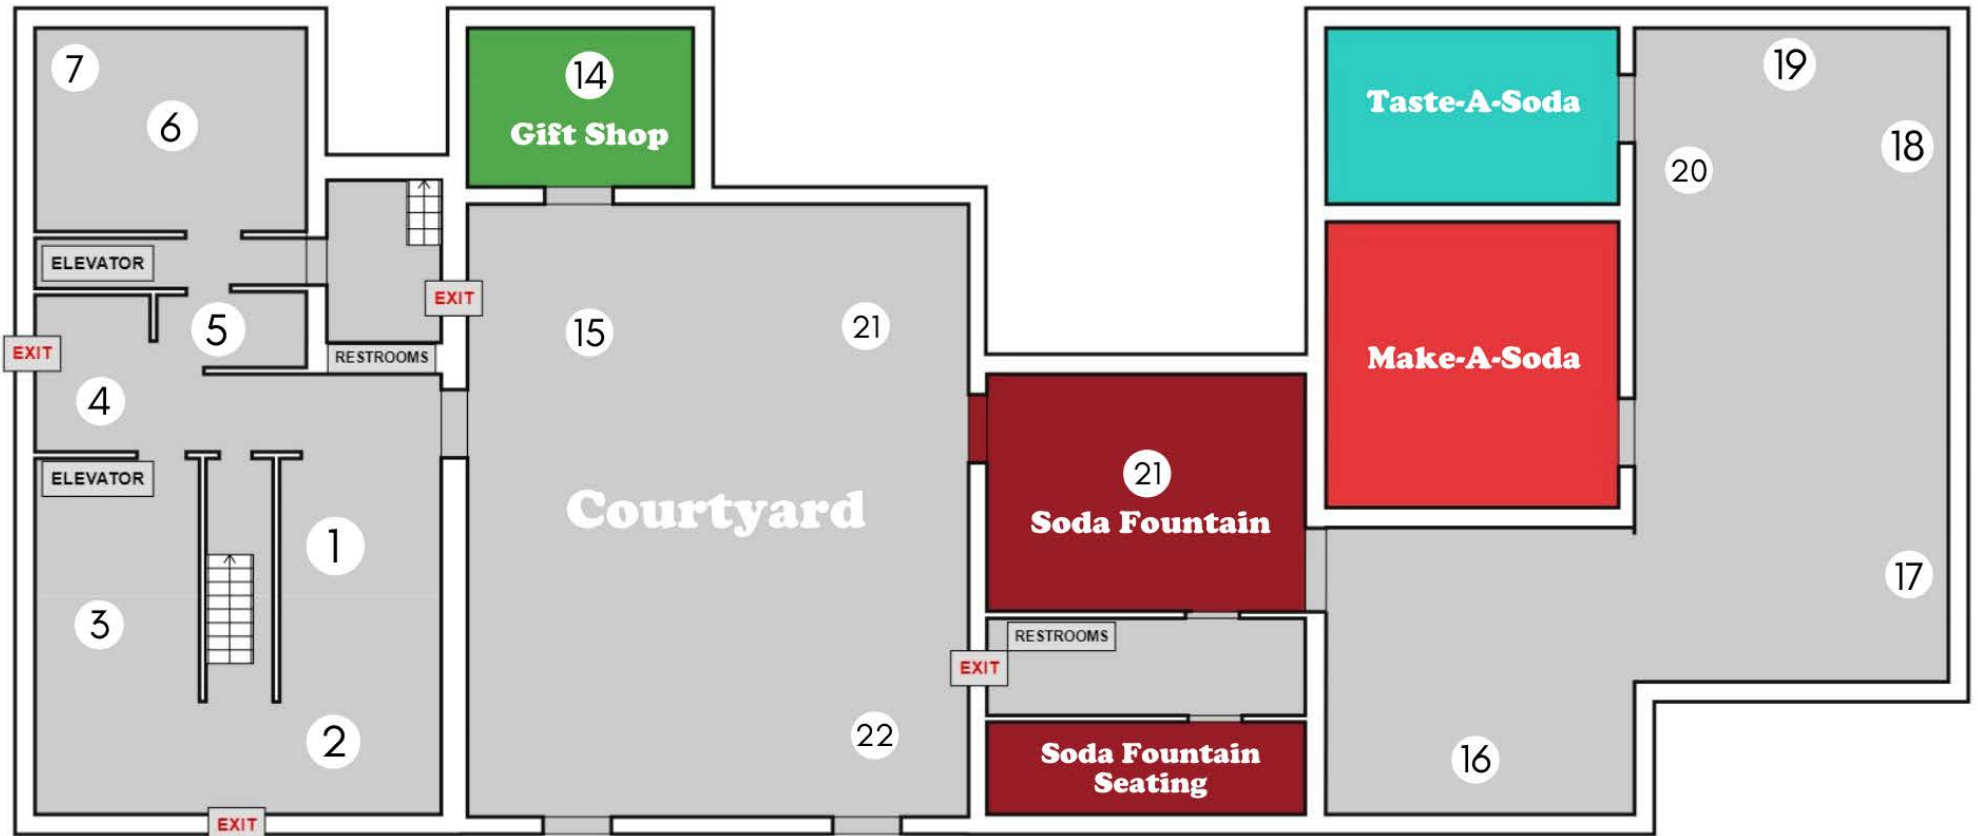 7
6
14
Gift Shop
Taste-A-Soda
19
18
20
ELEVATOR
EXIT
5
15
21
EXIT
RESTROOMS
Make-A-Soda
4
ELEVATOR
21
Soda Fountain
Courtyard
1
17
3
RESTROOMS
EXIT
2
22
Soda Fountain
Seating
16
EXIT